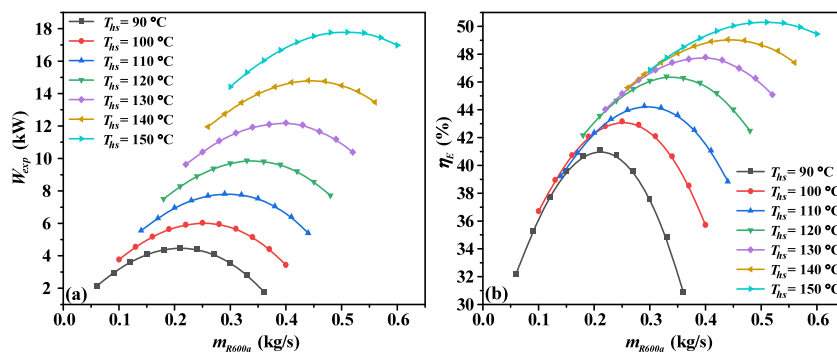 18
16
14
12
10
8
6
4
2
W_exp (kW)
T_hs = 90 °C
T_hs = 100 °C
T_hs = 110 °C
T_hs = 120 °C
T_hs = 130 °C
T_hs = 140 °C
T_hs = 150 °C
(a)
0.0 0.1 0.2 0.3 0.4 0.5 0.6
m_R600a (kg/s)
50
48
46
44
42
40
38
36
34
32
30
η_E (%)
T_hs = 90 °C
T_hs = 100 °C
T_hs = 110 °C
T_hs = 120 °C
T_hs = 130 °C
T_hs = 140 °C
T_hs = 150 °C
(b)
0.0 0.1 0.2 0.3 0.4 0.5 0.6
m_R600a (kg/s)